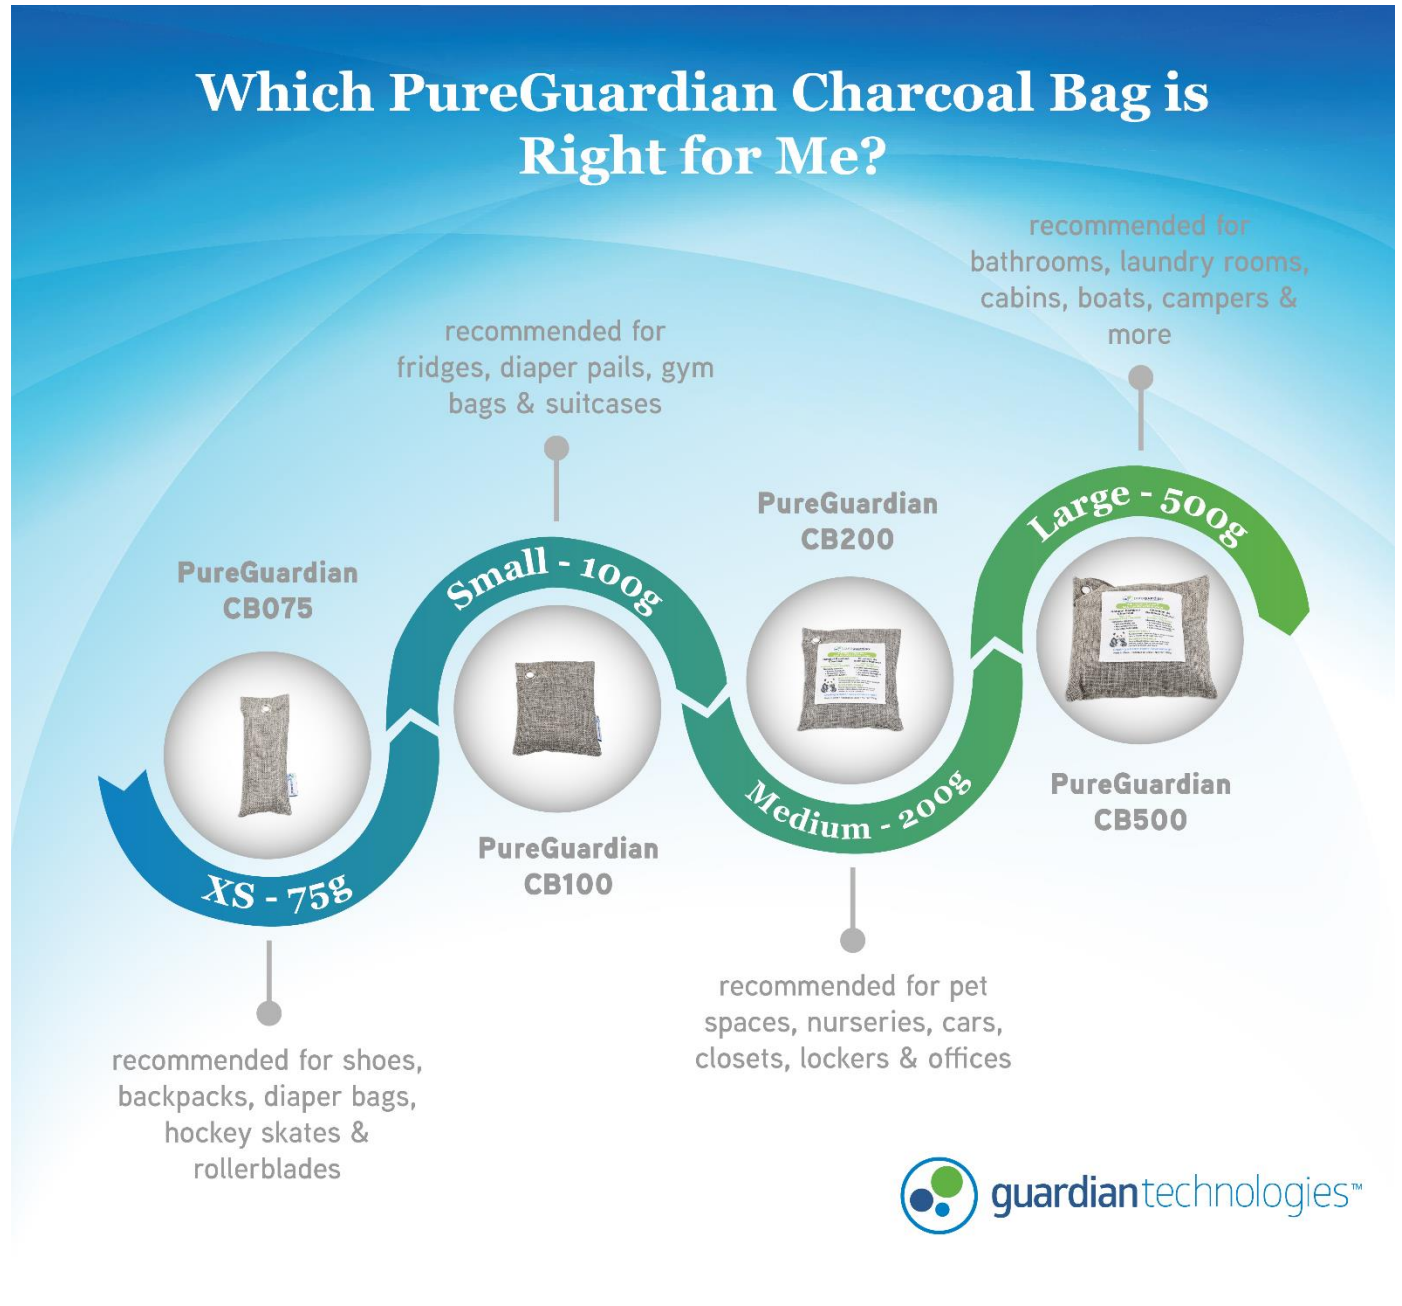 Which PureGuardian Charcoal Bag is
Right for Me?
PureGuardian
CB075
XS - 75g
recommended for shoes,
backpacks, diaper bags,
hockey skates &
rollerblades
recommended for
fridges, diaper pails, gym
bags & suitcases
Small - 100g
PureGuardian
CB100
PureGuardian
CB200
Medium - 200g
recommended for pet
spaces, nurseries, cars,
closets, lockers & offices
recommended for
bathrooms, laundry rooms,
cabins, boats, campers &
more
Large - 500g
PureGuardian
CB500
guardiantechnologies™